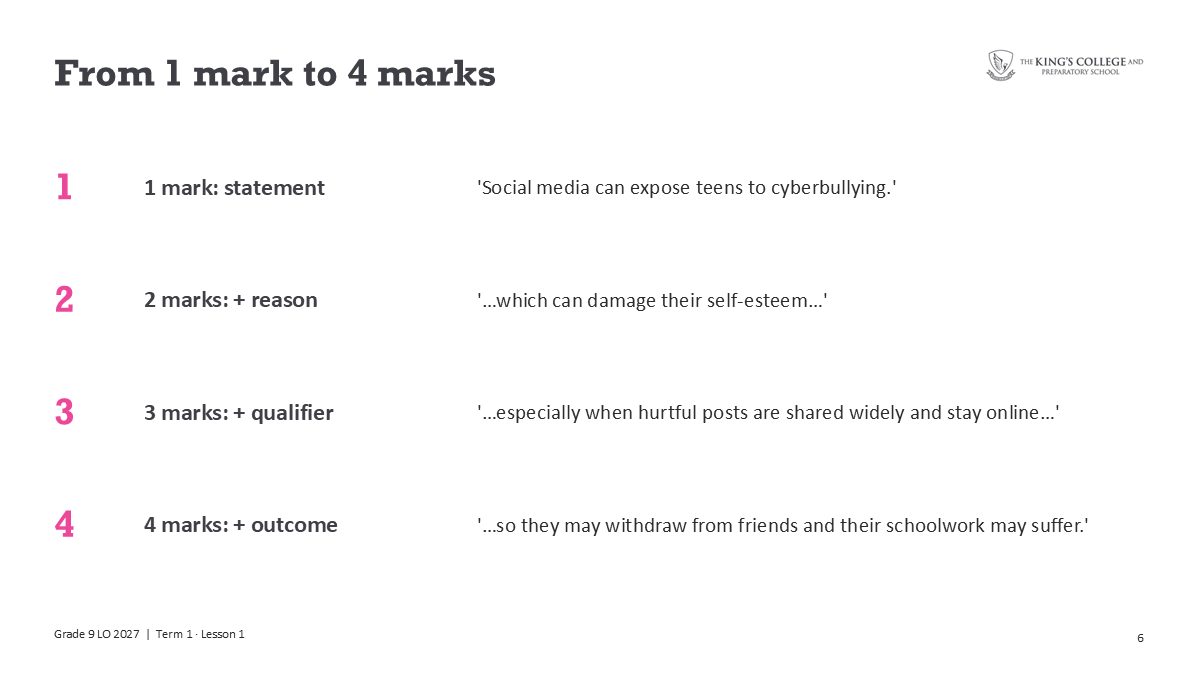 From 1 mark to 4 marks
THE KING'S COLLEGE AND
PREPARATORY SCHOOL
1 1 mark: statement 'Social media can expose teens to cyberbullying.'
2 2 marks: + reason '...which can damage their self-esteem...'
3 3 marks: + qualifier '...especially when hurtful posts are shared widely and stay online...'
4 4 marks: + outcome '...so they may withdraw from friends and their schoolwork may suffer.'
Grade 9 LO 2027 | Term 1 · Lesson 1
6